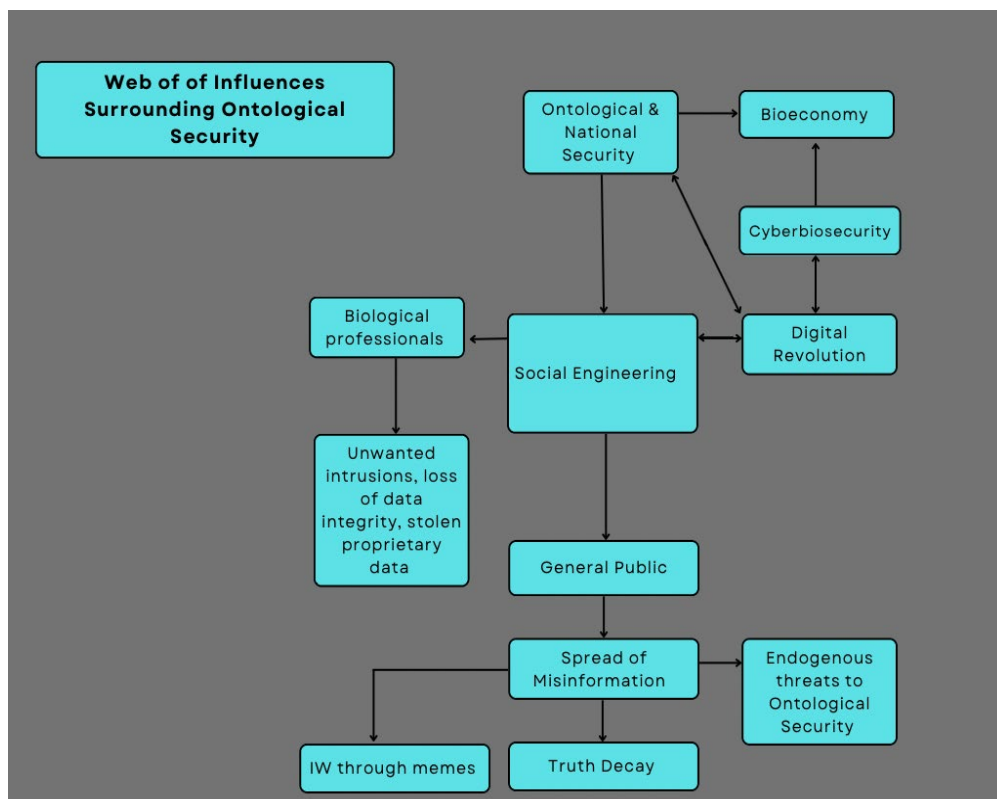 Web of of Influences
Surrounding Ontological
Security
Ontological &
National
Security
Bioeconomy
Cyberbiosecurity
Biological
professionals
Social Engineering
Digital
Revolution
Unwanted
intrusions, loss
of data
integrity, stolen
proprietary
data
General Public
Spread of
Misinformation
Endogenous
threats to
Ontological
Security
IW through memes
Truth Decay